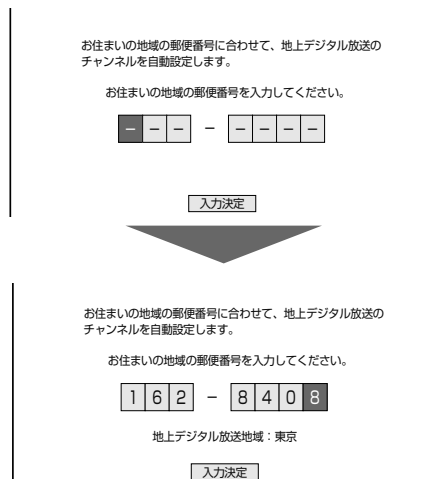 お住まいの地域の郵便番号に合わせて、地上デジタル放送の
チャンネルを自動設定します。
お住まいの地域の郵便番号を入力してください。
– – – – – – – –
入力決定
お住まいの地域の郵便番号に合わせて、地上デジタル放送の
チャンネルを自動設定します。
お住まいの地域の郵便番号を入力してください。
1 6 2 – 8 4 0 8
地上デジタル放送地域：東京
入力決定